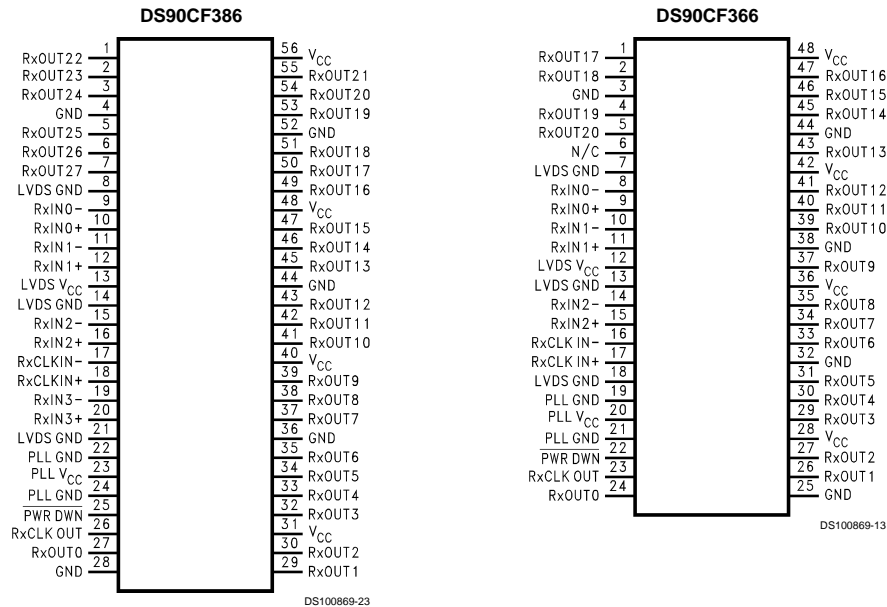 DS90CF386
1 RxOUT22
2 RxOUT23
3 RxOUT24
4 GND
5 RxOUT25
6 RxOUT26
7 RxOUT27
8 LVDS GND
9 RxIN0−
10 RxIN0+
11 RxIN1−
12 RxIN1+
13 LVDS VCC
14 LVDS GND
15 RxIN2−
16 RxIN2+
17 RxCLKIN−
18 RxCLKIN+
19 RxIN3−
20 RxIN3+
21 LVDS GND
22 PLL GND
23 PLL VCC
24 PLL GND
25 PWR DWN
26 RxCLK OUT
27 RxOUT0
28 GND
56 VCC
55 RxOUT21
54 RxOUT20
53 RxOUT19
52 GND
51 RxOUT18
50 RxOUT17
49 RxOUT16
48 VCC
47 RxOUT15
46 RxOUT14
45 RxOUT13
44 GND
43 RxOUT12
42 RxOUT11
41 RxOUT10
40 VCC
39 RxOUT9
38 RxOUT8
37 RxOUT7
36 GND
35 RxOUT6
34 RxOUT5
33 RxOUT4
32 RxOUT3
31 VCC
30 RxOUT2
29 RxOUT1
DS100869-23
DS90CF366
1 RxOUT17
2 RxOUT18
3 GND
4 RxOUT19
5 RxOUT20
6 N/C
7 LVDS GND
8 RxIN0−
9 RxIN0+
10 RxIN1−
11 RxIN1+
12 LVDS VCC
13 LVDS GND
14 RxIN2−
15 RxIN2+
16 RxCLK IN−
17 RxCLK IN+
18 LVDS GND
19 PLL GND
20 PLL VCC
21 PLL GND
22 PWR DWN
23 RxCLK OUT
24 RxOUT0
48 VCC
47 RxOUT16
46 RxOUT15
45 RxOUT14
44 GND
43 RxOUT13
42 VCC
41 RxOUT12
40 RxOUT11
39 RxOUT10
38 GND
37 RxOUT9
36 VCC
35 RxOUT8
34 RxOUT7
33 RxOUT6
32 GND
31 RxOUT5
30 RxOUT4
29 RxOUT3
28 VCC
27 RxOUT2
26 RxOUT1
25 GND
DS100869-13